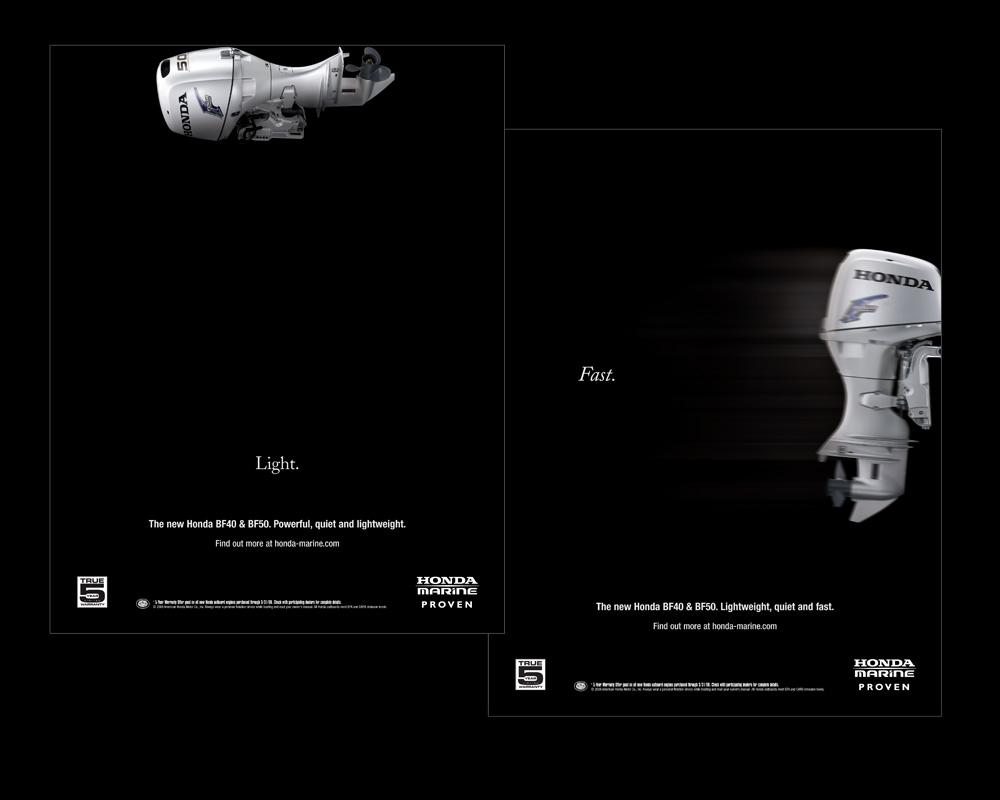 50
HONDA
Light.
The new Honda BF40 & BF50. Powerful, quiet and lightweight.
Find out more at honda-marine.com
TRUE
5
YEAR
WARRANTY
HONDA
MARINE
PROVEN
HONDA
Fast.
The new Honda BF40 & BF50. Lightweight, quiet and fast.
Find out more at honda-marine.com
TRUE
5
YEAR
WARRANTY
HONDA
MARINE
PROVEN